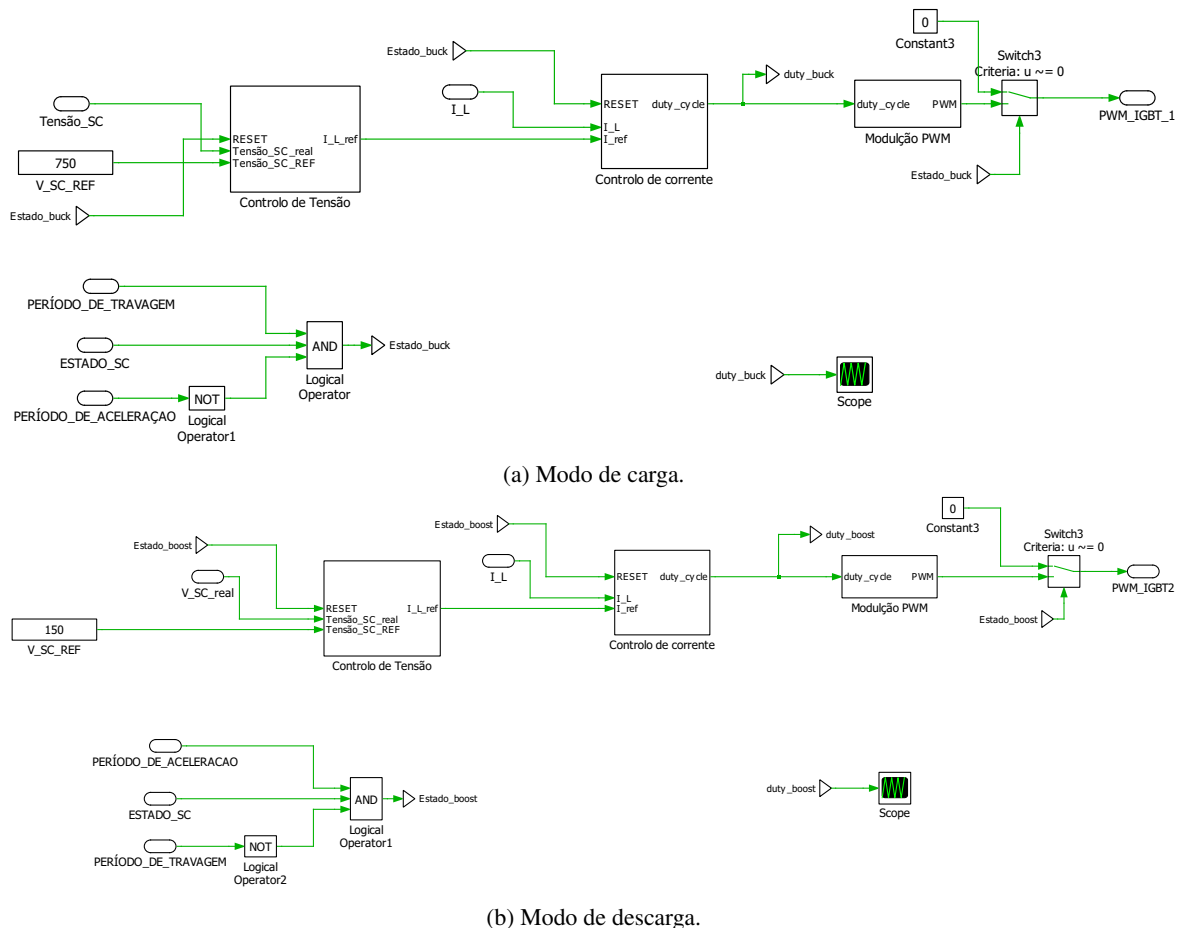 0
Constant3
Switch3
Criteria: u ~= 0
Estado_buck
Tensão_SC
I_L
RESET
Tensão_SC_real
Tensão_SC_REF
I_L_ref
Controlo de Tensão
750
V_SC_REF
Estado_buck
RESET
I_L
I_ref
duty_cycle
Controlo de corrente
duty_buck
duty_cycle
PWM
Modulção PWM
PWM_IGBT_1
Estado_buck
PERÍODO_DE_TRAVAGEM
ESTADO_SC
PERÍODO_DE_ACELERAÇAO
NOT
Logical
Operator1
AND
Logical
Operator
Estado_buck
duty_buck
Scope
(a) Modo de carga.
0
Constant3
Switch3
Criteria: u ~= 0
Estado_boost
Estado_boost
V_SC_real
I_L
150
V_SC_REF
RESET
Tensão_SC_real
Tensão_SC_REF
I_L_ref
Controlo de Tensão
RESET
I_L
I_ref
duty_cycle
Controlo de corrente
duty_boost
duty_cycle
PWM
Modulção PWM
PWM_IGBT2
Estado_boost
PERÍODO_DE_ACELERACAO
ESTADO_SC
PERÍODO_DE_TRAVAGEM
NOT
Logical
Operator2
AND
Logical
Operator1
Estado_boost
duty_boost
Scope
(b) Modo de descarga.